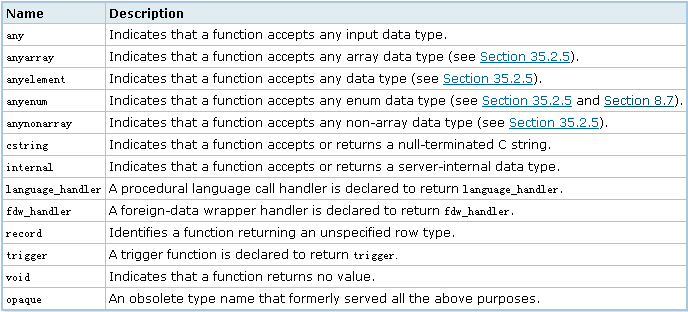 Name Description
any Indicates that a function accepts any input data type.
anyarray Indicates that a function accepts any array data type (see Section 35.2.5).
anyelement Indicates that a function accepts any data type (see Section 35.2.5).
anyenum Indicates that a function accepts any enum data type (see Section 35.2.5 and Section 8.7).
anynonarray Indicates that a function accepts any non-array data type (see Section 35.2.5).
cstring Indicates that a function accepts or returns a null-terminated C string.
internal Indicates that a function accepts or returns a server-internal data type.
language_handler A procedural language call handler is declared to return language_handler.
fdw_handler A foreign-data wrapper handler is declared to return fdw_handler.
record Identifies a function returning an unspecified row type.
trigger A trigger function is declared to return trigger.
void Indicates that a function returns no value.
opaque An obsolete type name that formerly served all the above purposes.